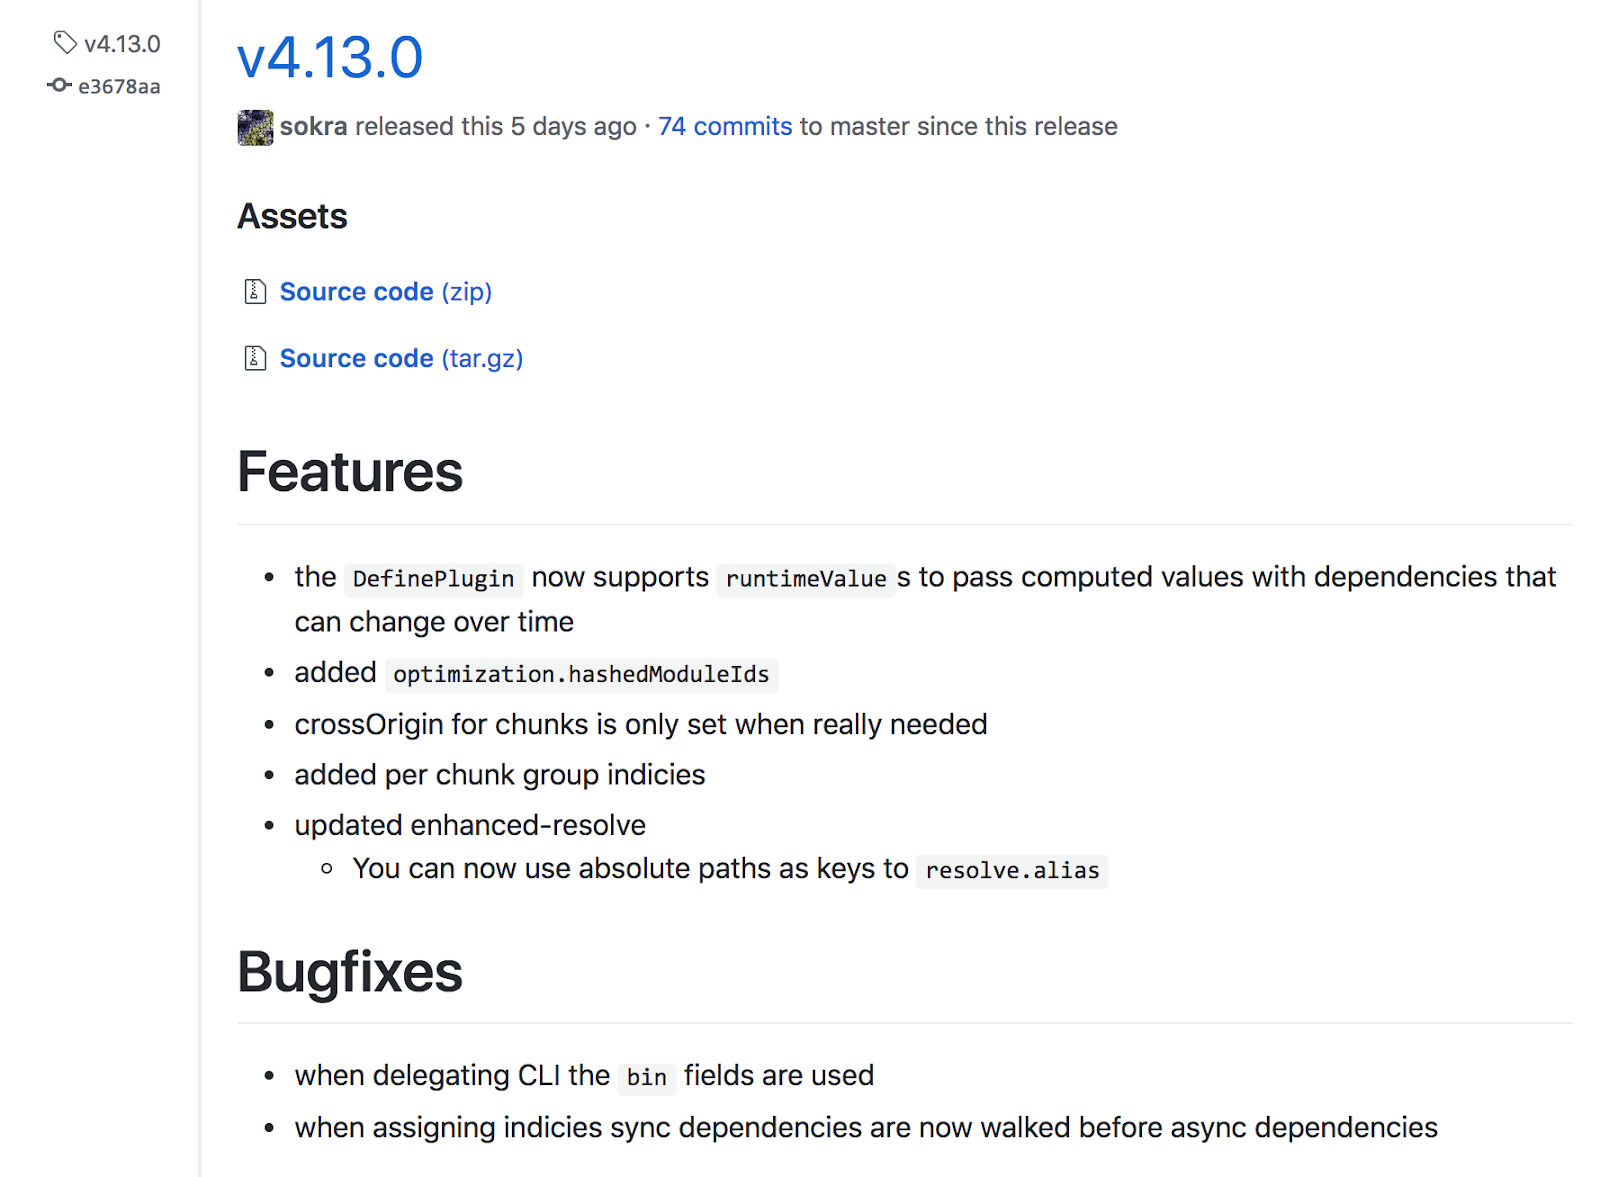 v4.13.0
e3678aa
v4.13.0
sokra released this 5 days ago · 74 commits to master since this release
Assets
Source code (zip)
Source code (tar.gz)
Features
• the DefinePlugin now supports runtimeValue s to pass computed values with dependencies that
can change over time
• added optimization.hashedModuleIds
• crossOrigin for chunks is only set when really needed
• added per chunk group indicies
• updated enhanced-resolve
◦ You can now use absolute paths as keys to resolve.alias
Bugfixes
• when delegating CLI the bin fields are used
• when assigning indicies sync dependencies are now walked before async dependencies